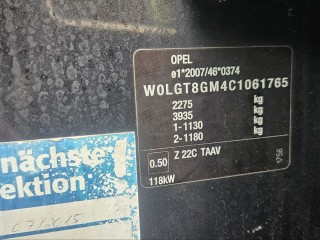 OPEL
e1*2007/46*0374
W0LGT8GM4C1061765
2275 kg
3935 kg
1-1130 kg
2-1180 kg
0.50 Z 22C TAAV
118kW
nächste
ektion